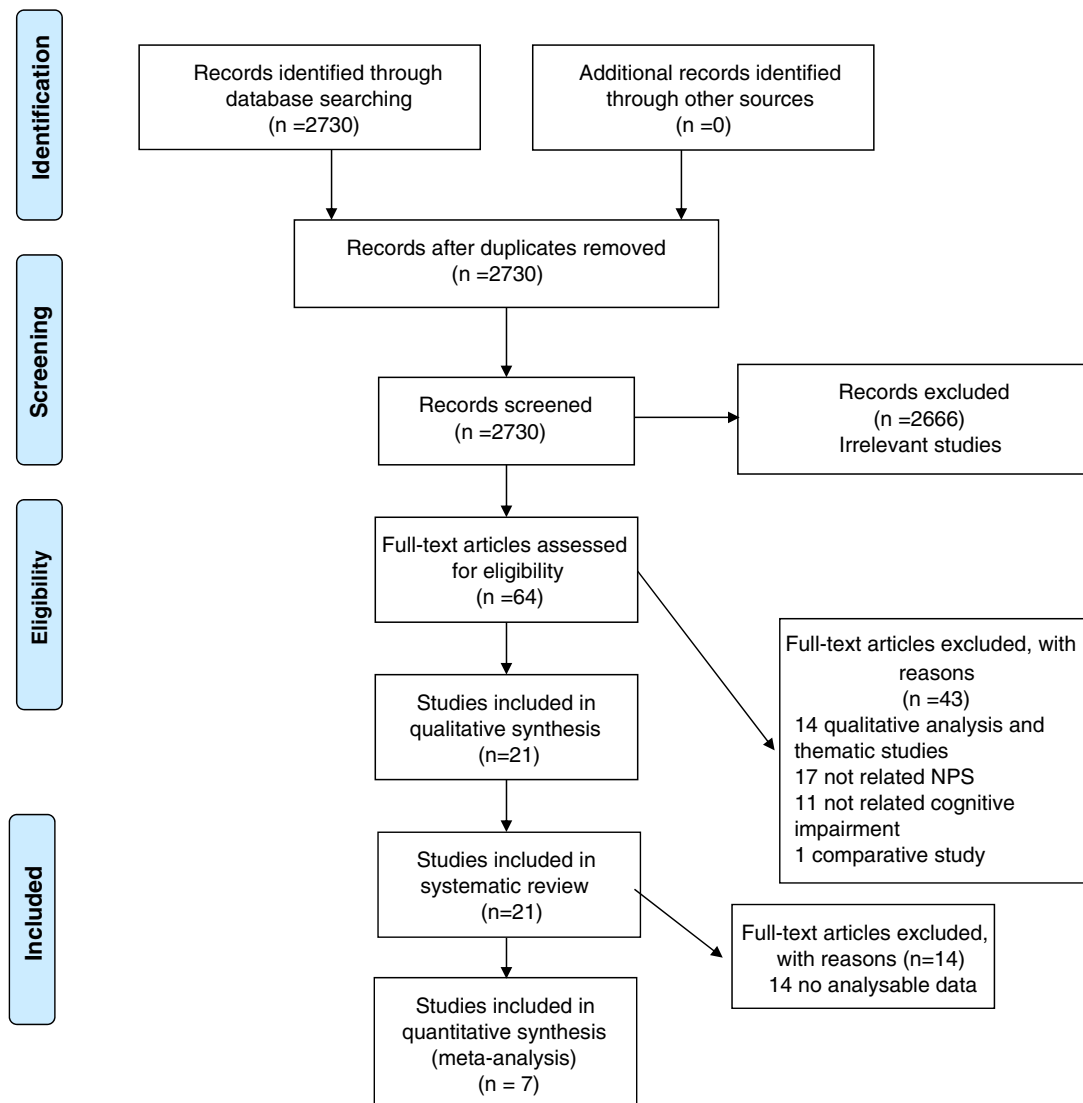 Identification
Records identified through
database searching
(n =2730)
Additional records identified
through other sources
(n =0)
Records after duplicates removed
(n =2730)
Screening
Records screened
(n =2730)
Records excluded
(n =2666)
Irrelevant studies
Eligibility
Full-text articles assessed
for eligibility
(n =64)
Full-text articles excluded, with
reasons
(n =43)
14 qualitative analysis and
thematic studies
17 not related NPS
11 not related cognitive
impairment
1 comparative study
Studies included in
qualitative synthesis
(n=21)
Included
Studies included in
systematic review
(n=21)
Full-text articles excluded,
with reasons (n=14)
14 no analysable data
Studies included in
quantitative synthesis
(meta-analysis)
(n = 7)